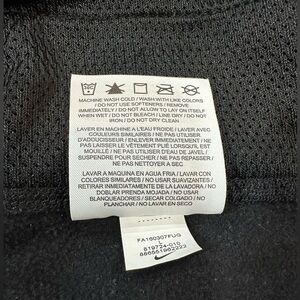 MACHINE WASH COLD / WASH WITH LIKE COLORS
/ DO NOT USE SOFTENERS / REMOVE
IMMEDIATELY / DO NOT ALLOW TO LAY ON ITSELF
WHEN WET / DO NOT BLEACH / LINE DRY / DO NOT
IRON / DO NOT DRY CLEAN
LAVER EN MACHINE A L'EAU FROIDE / LAVER AVEC
COULEURS SIMILAIRES / NE PAS UTILISER
D'ADOUCISSEUR / ENLEVER IMMEDIATEMENT / NE
PAS LAISSER LE VÊTEMENT PLIÉ LORSQU'IL EST
MOUILLÉ / NE PAS UTILISER D'EAU DE JAVEL /
SUSPENDRE POUR SECHER / NE PAS REPASSER /
NE PAS NETTOYER A SEC
LAVAR A MAQUINA EN AGUA FRIA / LAVAR CON
COLORES SIMILARES / NO USAR SUAVIZANTES /
RETIRAR INMEDIATAMENTE DE LA LAVADORA / NO
DOBLAR PRENDA MOJADA / NO USAR
BLANQUEADORES / SECAR COLGADO / NO
PLANCHAR / NO LAVAR EN SECO
FA160307FUG
L
819724-010